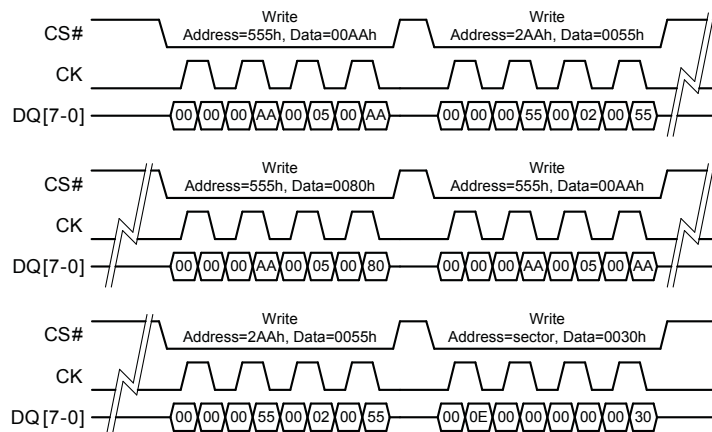 Write Write
CS# Address=555h, Data=00AAh Address=2AAh, Data=0055h
CK
DQ[7-0] 00 00 00 AA 00 05 00 AA 00 00 00 55 00 02 00 55
Write Write
CS# Address=555h, Data=0080h Address=555h, Data=00AAh
CK
DQ[7-0] 00 00 00 AA 00 05 00 80 00 00 00 AA 00 05 00 AA
Write Write
CS# Address=2AAh, Data=0055h Address=sector, Data=0030h
CK
DQ[7-0] 00 00 00 55 00 02 00 55 00 0E 00 00 00 00 00 30